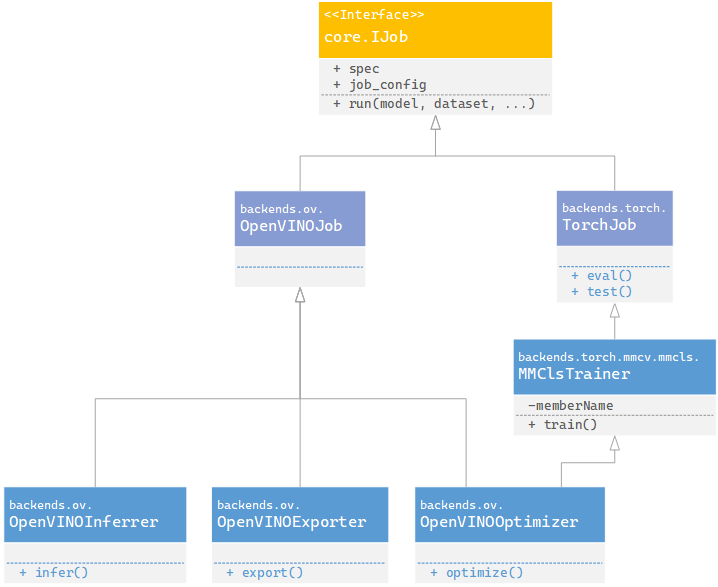 <<Interface>>
core.IJob
+ spec
+ job_config
+ run(model, dataset, ...)
backends.ov.
OpenVINOJob
backends.torch.
TorchJob
+ eval()
+ test()
backends.torch.mmcv.mmcls.
MMClsTrainer
-memberName
+ train()
backends.ov.
OpenVINOInferrer
+ infer()
backends.ov.
OpenVINOExporter
+ export()
backends.ov.
OpenVINOOptimizer
+ optimize()